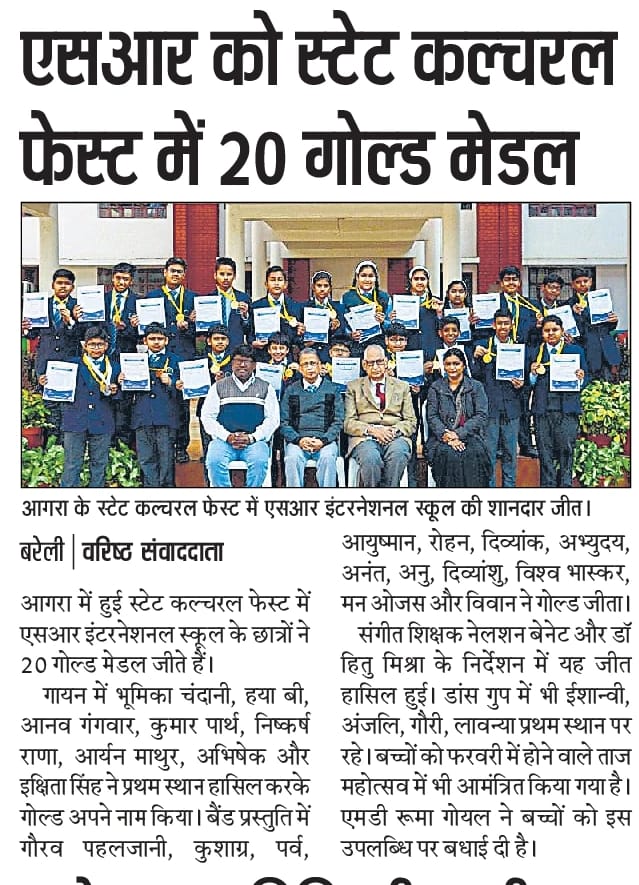 एसआर को स्टेट कल्चरल
फेस्ट में 20 गोल्ड मेडल
आगरा के स्टेट कल्चरल फेस्ट में एसआर इंटरनेशनल स्कूल की शानदार जीत।
बरेली | वरिष्ठ संवाददाता
आगरा में हुई स्टेट कल्चरल फेस्ट में
एसआर इंटरनेशनल स्कूल के छात्रों ने
20 गोल्ड मेडल जीते हैं।
गायन में भूमिका चंदानी, हया बी,
आनव गंगवार, कुमार पार्थ, निष्कर्ष
राणा, आर्यन माथुर, अभिषेक और
इक्षिता सिंह ने प्रथम स्थान हासिल करके
गोल्ड अपने नाम किया। बैंड प्रस्तुति में
गौरव पहलजानी, कुशाग्र, पर्व,
आयुष्मान, रोहन, दिव्यांक, अभ्युदय,
अनंत, अनु, दिव्यांशु, विश्व भास्कर,
मन ओजस और विवान ने गोल्ड जीता।
संगीत शिक्षक नेलशन बेनेट और डॉ
हितु मिश्रा के निर्देशन में यह जीत
हासिल हुई। डांस गुप में भी ईशान्वी,
अंजलि, गौरी, लावन्या प्रथम स्थान पर
रहे। बच्चों को फरवरी में होने वाले ताज
महोत्सव में भी आमंत्रित किया गया है।
एमडी रूमा गोयल ने बच्चों को इस
उपलब्धि पर बधाई दी है।